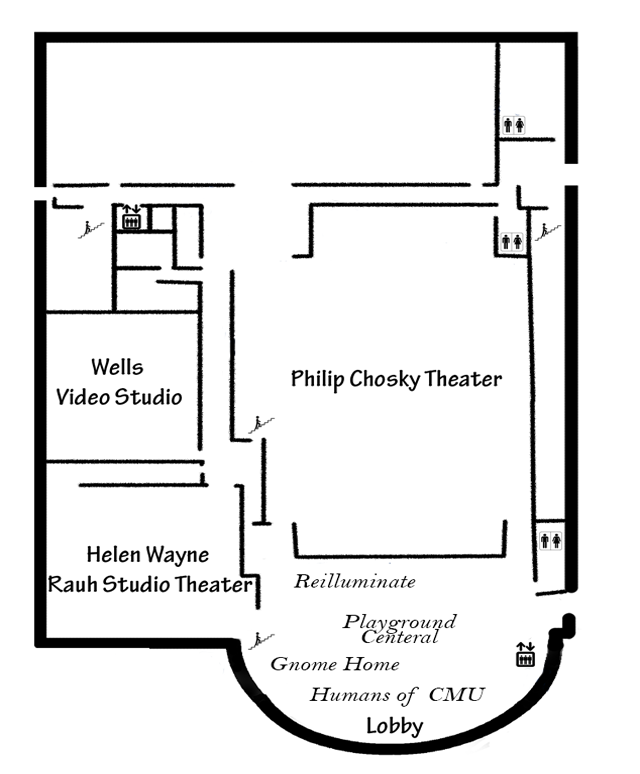 Wells
Video Studio
Philip Chosky Theater
Helen Wayne
Rauh Studio Theater
Reilluminate
Playground
Centeral
Gnome Home
Humans of CMU
Lobby